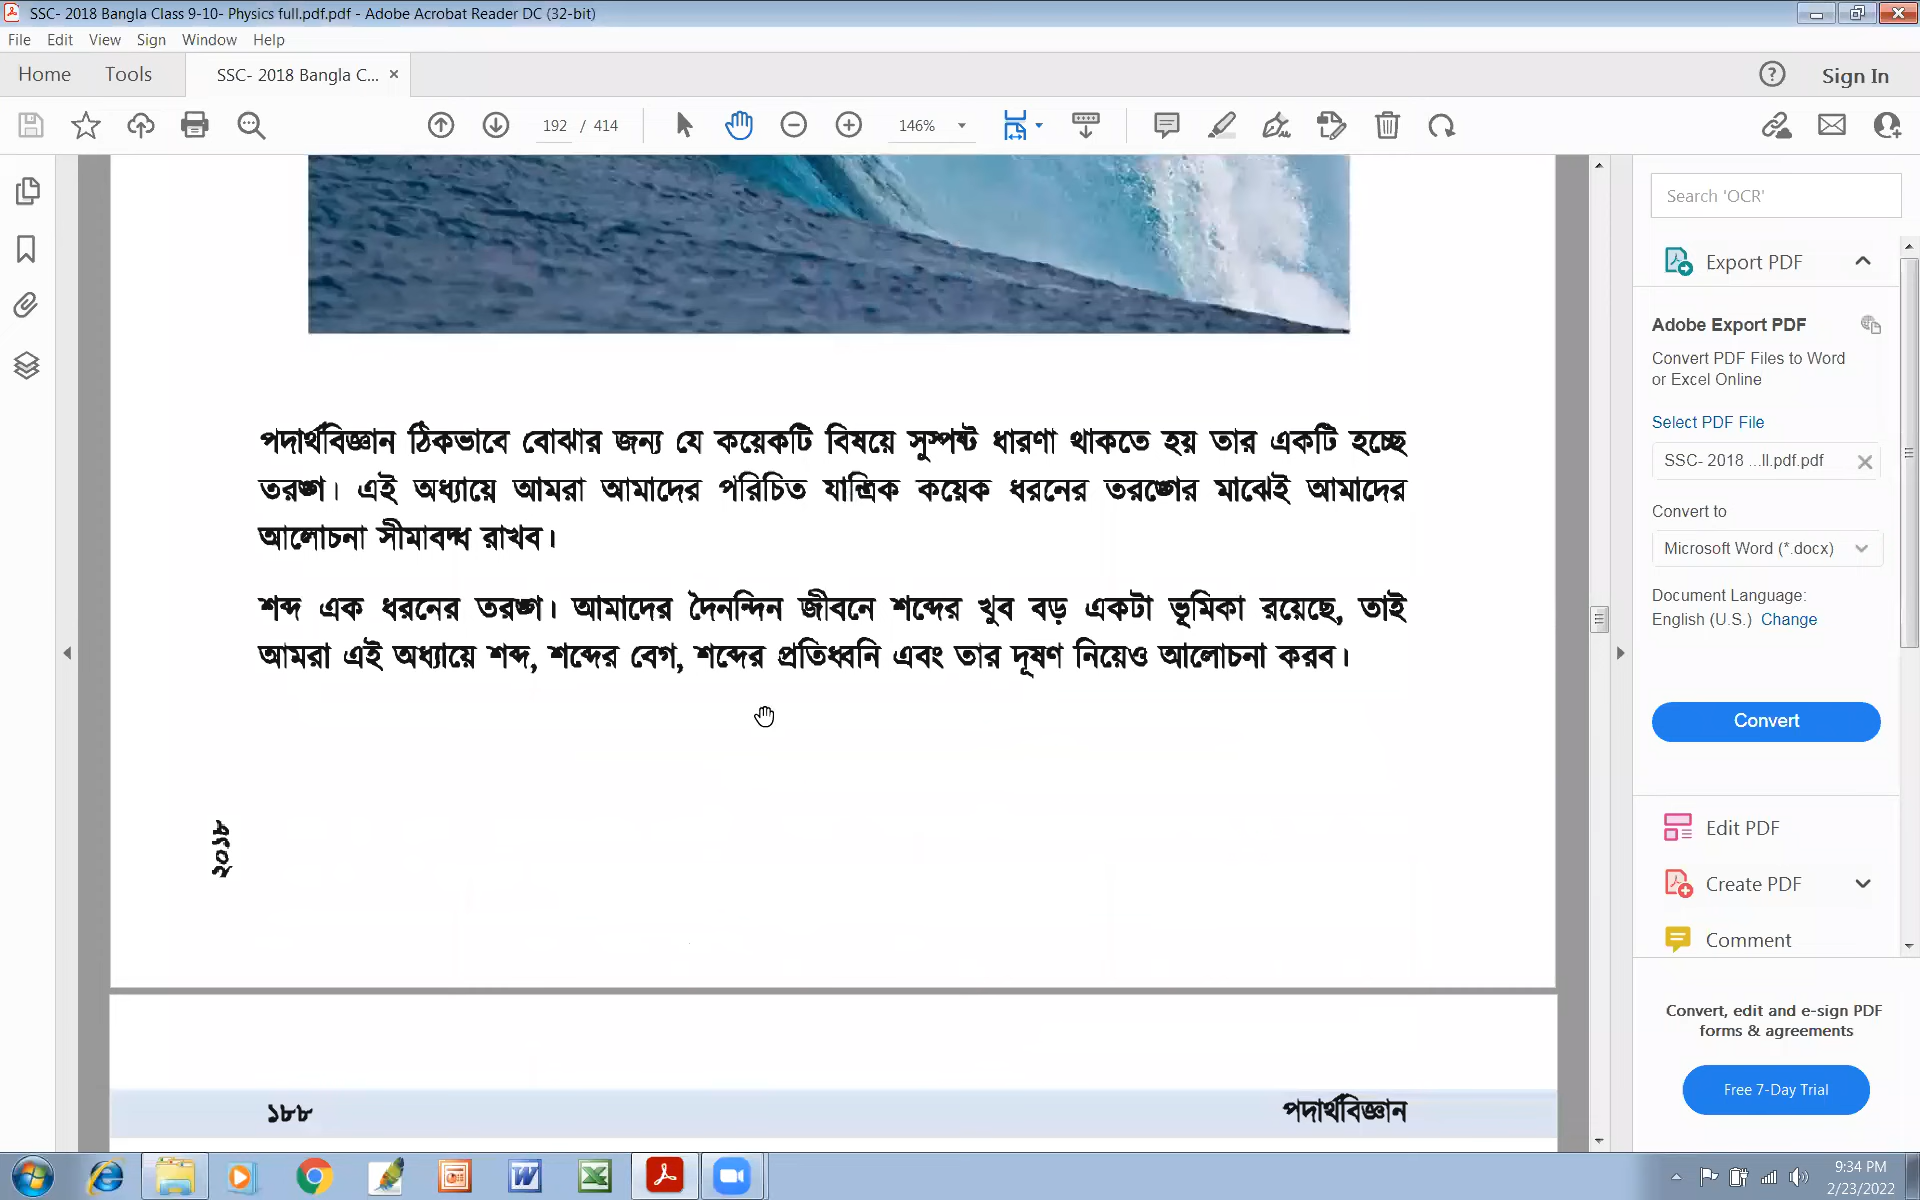 SSC- 2018 Bangla Class 9-10- Physics full.pdf.pdf - Adobe Acrobat Reader DC (32-bit)
File Edit View Sign Window Help
Home Tools SSC- 2018 Bangla C... × Sign In
192 / 414 146%
Search 'OCR'
Export PDF
Adobe Export PDF
Convert PDF Files to Word
or Excel Online
Select PDF File
SSC- 2018 ...ll.pdf.pdf
Convert to
Microsoft Word (*.docx)
Document Language:
English (U.S.) Change
Convert
Edit PDF
Create PDF
Comment
Convert, edit and e-sign PDF
forms & agreements
Free 7-Day Trial
পদার্থবিজ্ঞান ঠিকভাবে বোঝার জন্য যে কয়েকটি বিষয়ে সুস্পষ্ট ধারণা থাকতে হয় তার একটি হচ্ছে
তরঙ্গ। এই অধ্যায়ে আমরা আমাদের পরিচিত যান্ত্রিক কয়েক ধরনের তরঙ্গের মাঝেই আমাদের
আলোচনা সীমাবদ্ধ রাখব।
শব্দ এক ধরনের তরঙ্গ। আমাদের দৈনন্দিন জীবনে শব্দের খুব বড় একটা ভূমিকা রয়েছে, তাই
আমরা এই অধ্যায়ে শব্দ, শব্দের বেগ, শব্দের প্রতিধ্বনি এবং তার দূষণ নিয়েও আলোচনা করব।
২০১৮
১৮৮ পদার্থবিজ্ঞান
9:34 PM
2/23/2022